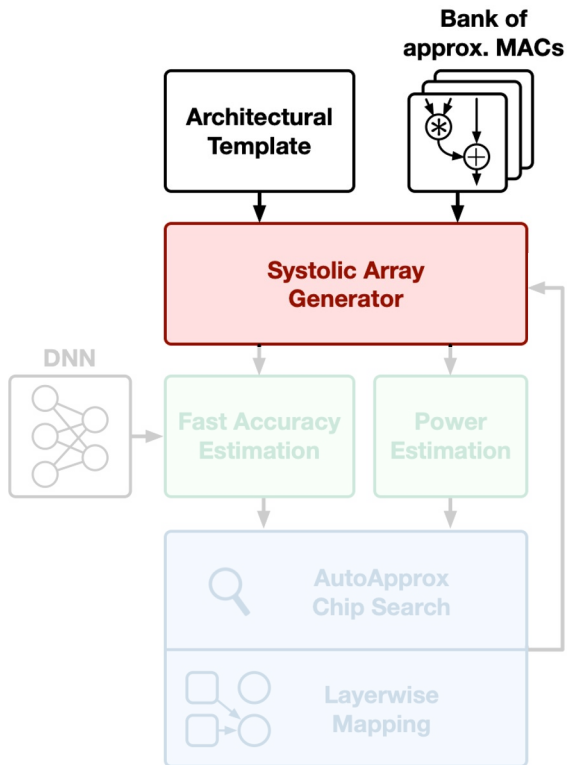 Bank of
approx. MACs
Architectural
Template
Systolic Array
Generator
DNN
Fast Accuracy
Estimation
Power
Estimation
AutoApprox
Chip Search
Layerwise
Mapping